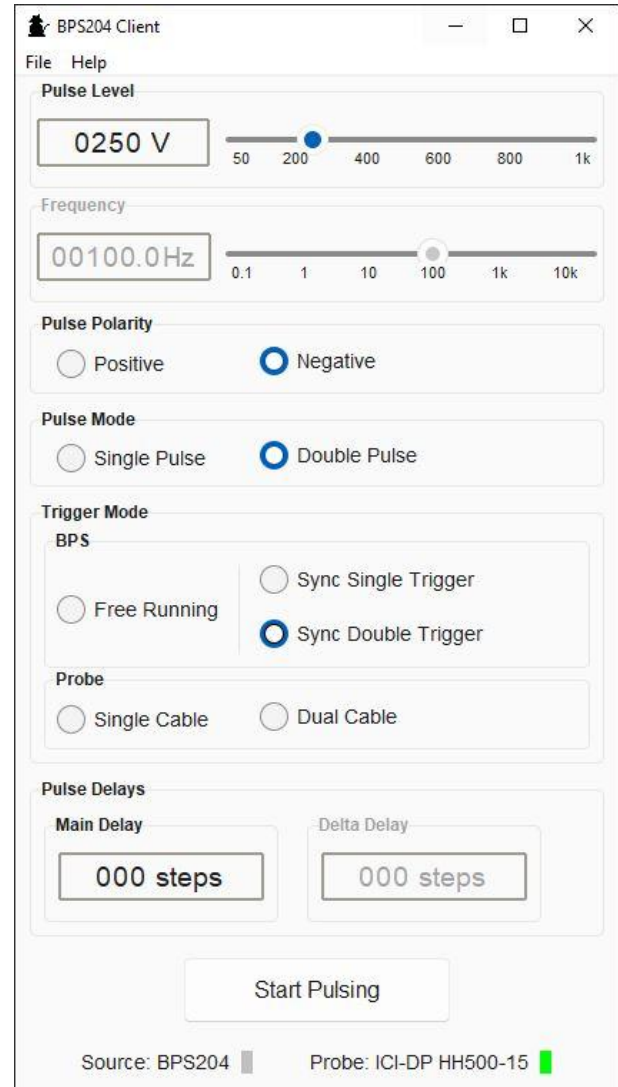 BPS204 Client
File Help
Pulse Level
0250 V
50 200 400 600 800 1k
Frequency
00100.0Hz
0.1 1 10 100 1k 10k
Pulse Polarity
Positive Negative
Pulse Mode
Single Pulse Double Pulse
Trigger Mode
BPS
Sync Single Trigger
Free Running
Sync Double Trigger
Probe
Single Cable Dual Cable
Pulse Delays
Main Delay Delta Delay
000 steps 000 steps
Start Pulsing
Source: BPS204 Probe: ICI-DP HH500-15